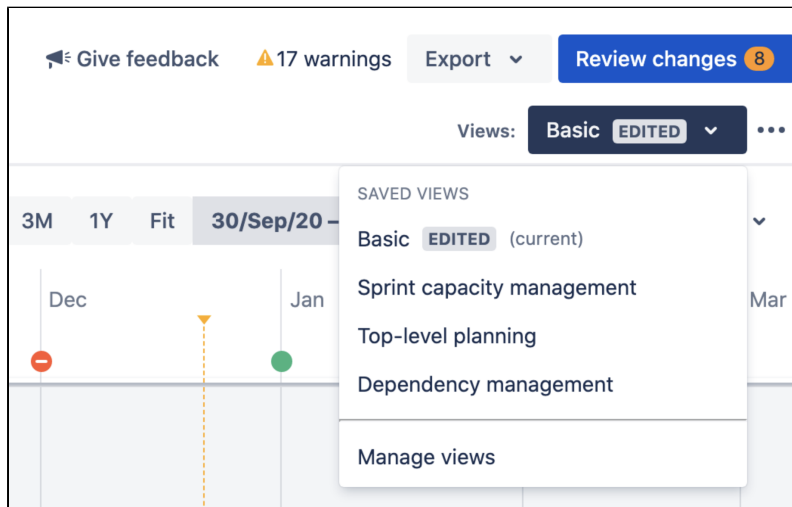 Give feedback 17 warnings Export Review changes 8
Views: Basic EDITED
3M 1Y Fit 30/Sep/20 –
SAVED VIEWS
Basic EDITED (current)
Sprint capacity management
Top-level planning
Dependency management
Manage views
Dec Jan Mar